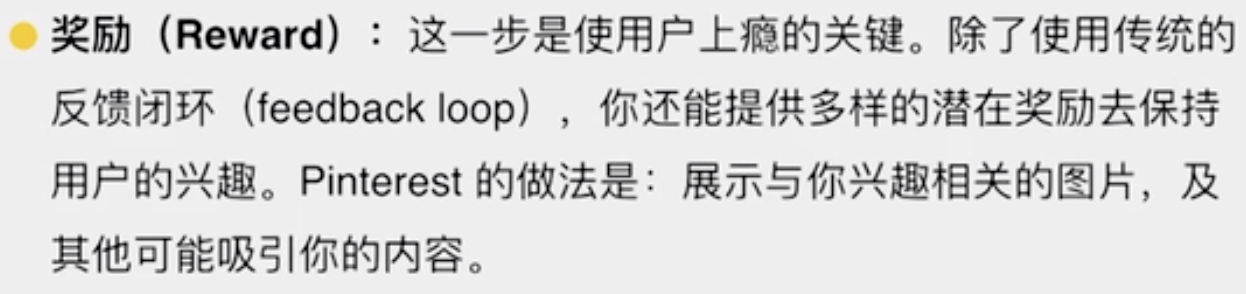 奖励（Reward）：这一步是使用户上瘾的关键。除了使用传统的
反馈闭环（feedback loop），你还能提供多样的潜在奖励去保持
用户的兴趣。Pinterest 的做法是：展示与你兴趣相关的图片，及
其他可能吸引你的内容。